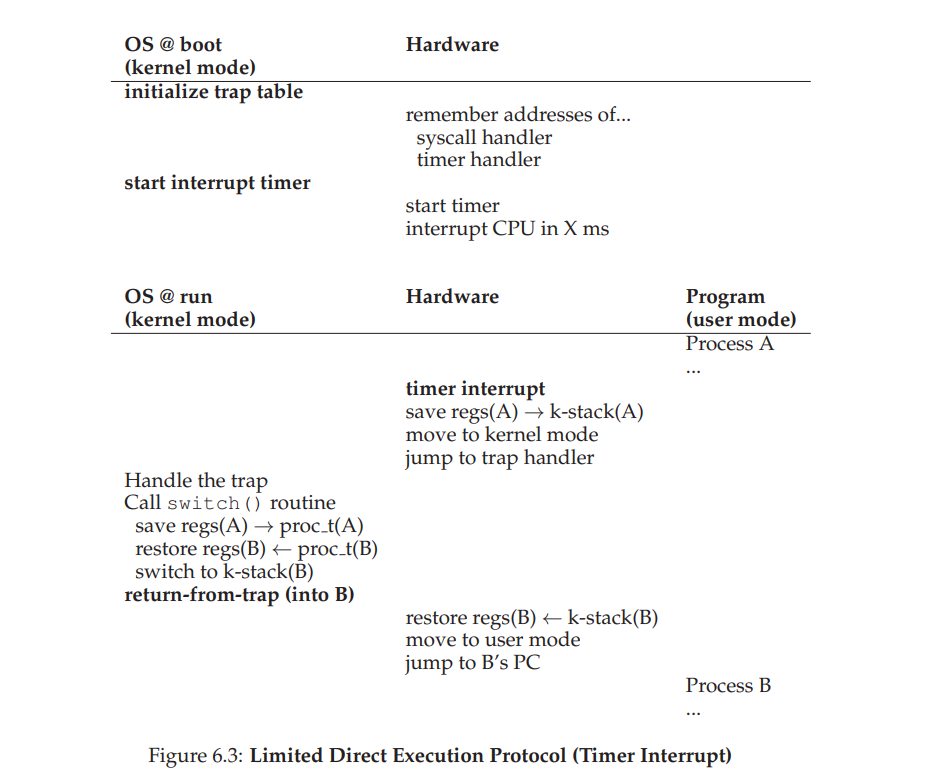 OS @ boot Hardware
(kernel mode)
initialize trap table
remember addresses of...
syscall handler
timer handler
start interrupt timer
start timer
interrupt CPU in X ms
OS @ run Hardware Program
(kernel mode) (user mode)
Process A
...
timer interrupt
save regs(A) → k-stack(A)
move to kernel mode
jump to trap handler
Handle the trap
Call switch() routine
save regs(A) → proc_t(A)
restore regs(B) ← proc_t(B)
switch to k-stack(B)
return-from-trap (into B)
restore regs(B) ← k-stack(B)
move to user mode
jump to B's PC
Process B
...
Figure 6.3: Limited Direct Execution Protocol (Timer Interrupt)